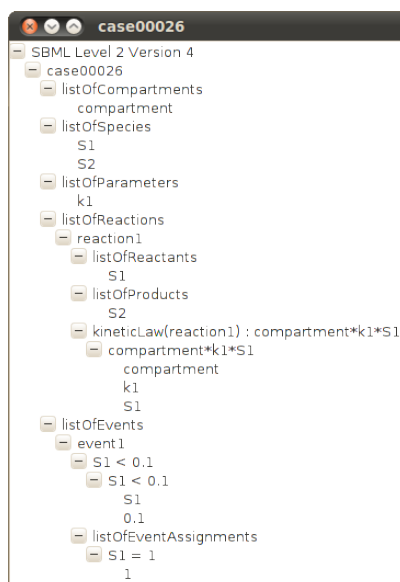 case00026
SBML Level 2 Version 4
case00026
listOfCompartments
compartment
listOfSpecies
S1
S2
listOfParameters
k1
listOfReactions
reaction1
listOfReactants
S1
listOfProducts
S2
kineticLaw(reaction1) : compartment*k1*S1
compartment*k1*S1
compartment
k1
S1
listOfEvents
event1
S1 < 0.1
S1 < 0.1
S1
0.1
listOfEventAssignments
S1 = 1
1